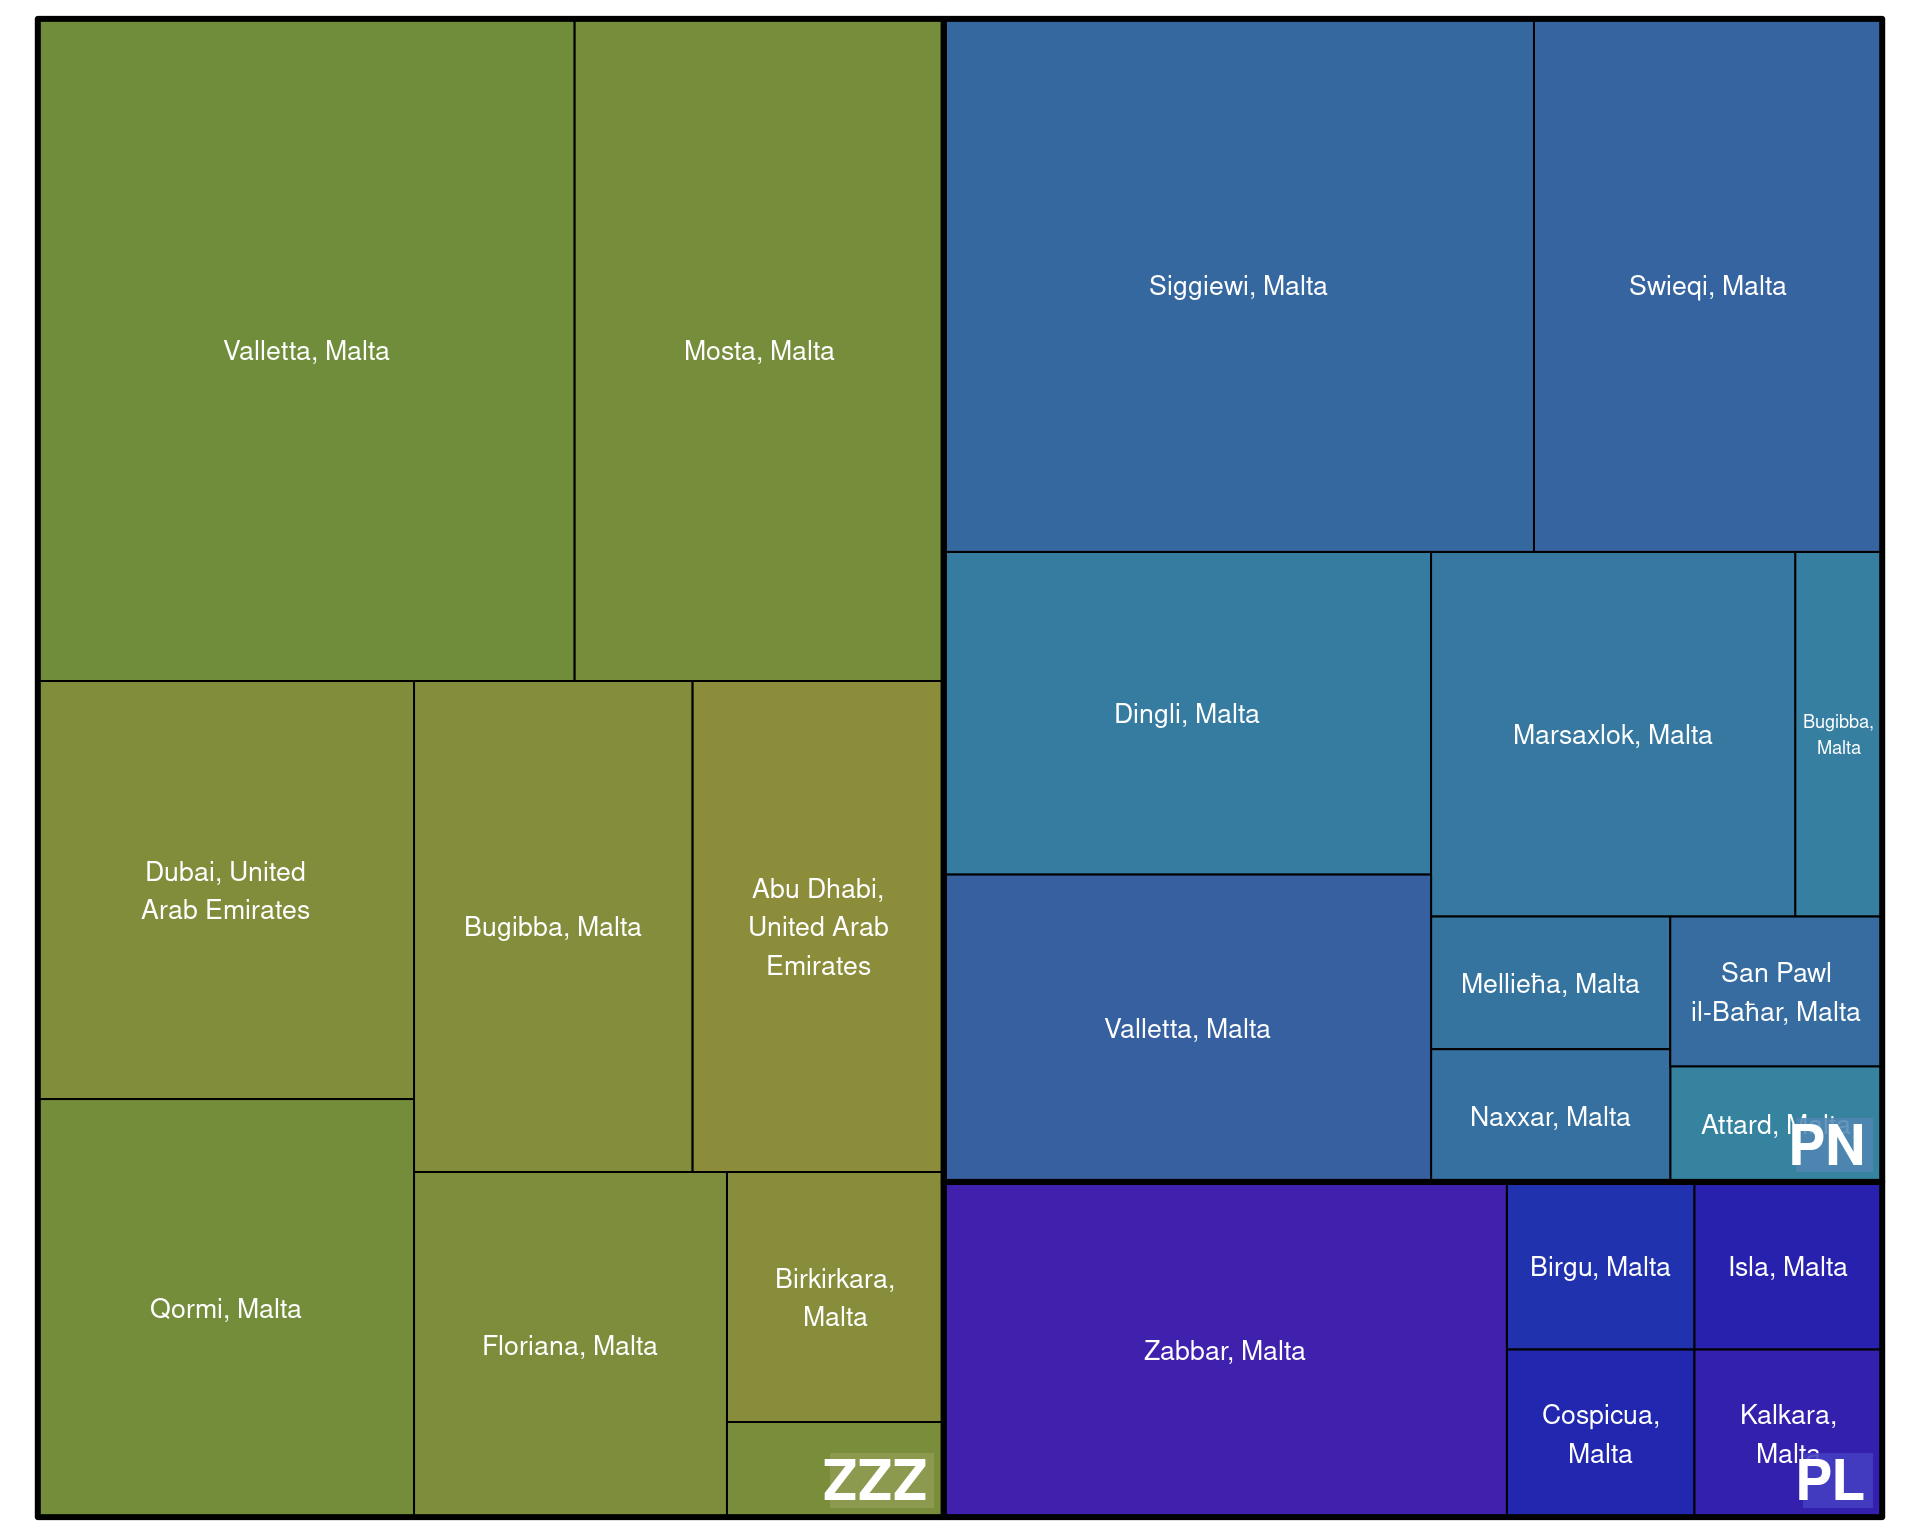 Valletta, Malta
Mosta, Malta
Dubai, United
Arab Emirates
Bugibba, Malta
Abu Dhabi,
United Arab
Emirates
Qormi, Malta
Floriana, Malta
Birkirkara,
Malta
ZZZ
Siggiewi, Malta
Swieqi, Malta
Dingli, Malta
Marsaxlok, Malta
Bugibba,
Malta
Valletta, Malta
Mellieħa, Malta
San Pawl
il-Baħar, Malta
Naxxar, Malta
Attard, Malta
PN
Zabbar, Malta
Birgu, Malta
Isla, Malta
Cospicua,
Malta
Kalkara,
Malta
PL